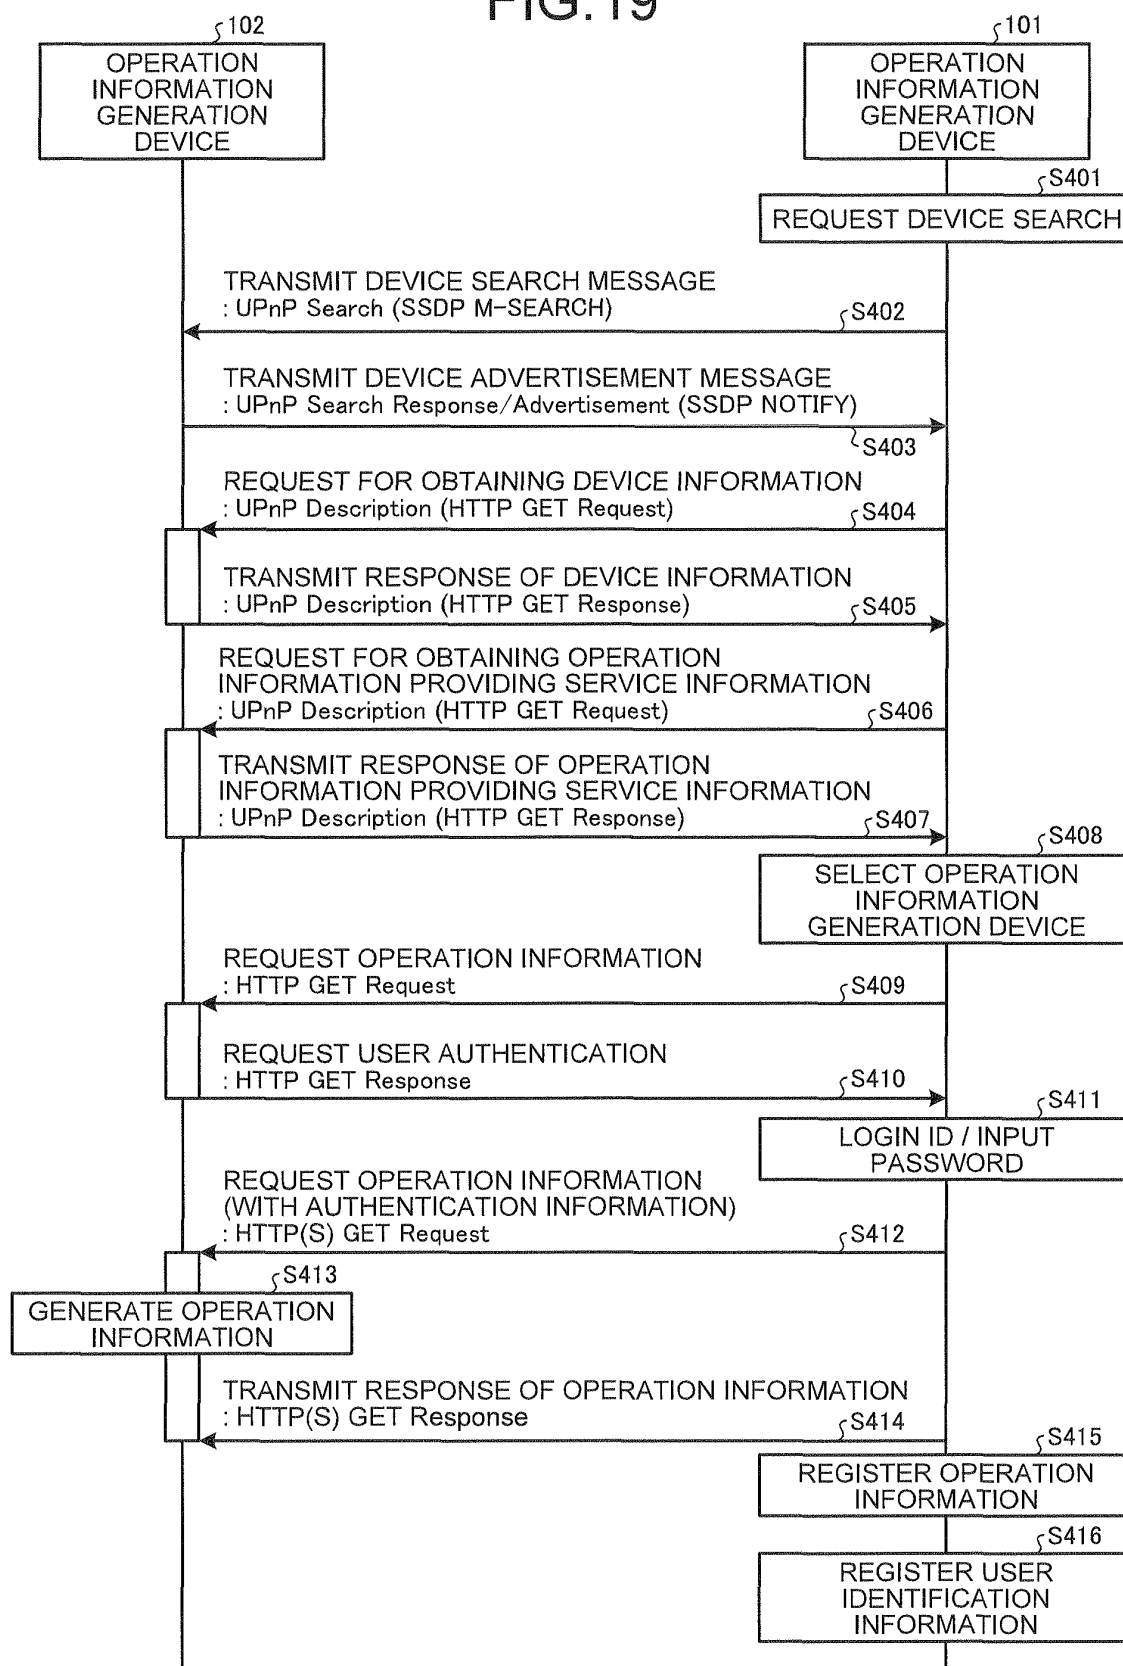 FIG.19
102
101
OPERATION
INFORMATION
GENERATION
DEVICE
OPERATION
INFORMATION
GENERATION
DEVICE
S401
REQUEST DEVICE SEARCH
TRANSMIT DEVICE SEARCH MESSAGE
: UPnP Search (SSDP M-SEARCH)
S402
TRANSMIT DEVICE ADVERTISEMENT MESSAGE
: UPnP Search Response/Advertisement (SSDP NOTIFY)
S403
REQUEST FOR OBTAINING DEVICE INFORMATION
: UPnP Description (HTTP GET Request)
S404
TRANSMIT RESPONSE OF DEVICE INFORMATION
: UPnP Description (HTTP GET Response)
S405
REQUEST FOR OBTAINING OPERATION
INFORMATION PROVIDING SERVICE INFORMATION
: UPnP Description (HTTP GET Request)
S406
TRANSMIT RESPONSE OF OPERATION
INFORMATION PROVIDING SERVICE INFORMATION
: UPnP Description (HTTP GET Response)
S407
S408
SELECT OPERATION
INFORMATION
GENERATION DEVICE
REQUEST OPERATION INFORMATION
: HTTP GET Request
S409
REQUEST USER AUTHENTICATION
: HTTP GET Response
S410
S411
LOGIN ID / INPUT
PASSWORD
REQUEST OPERATION INFORMATION
(WITH AUTHENTICATION INFORMATION)
: HTTP(S) GET Request
S412
S413
GENERATE OPERATION
INFORMATION
TRANSMIT RESPONSE OF OPERATION INFORMATION
: HTTP(S) GET Response
S414
S415
REGISTER OPERATION
INFORMATION
S416
REGISTER USER
IDENTIFICATION
INFORMATION